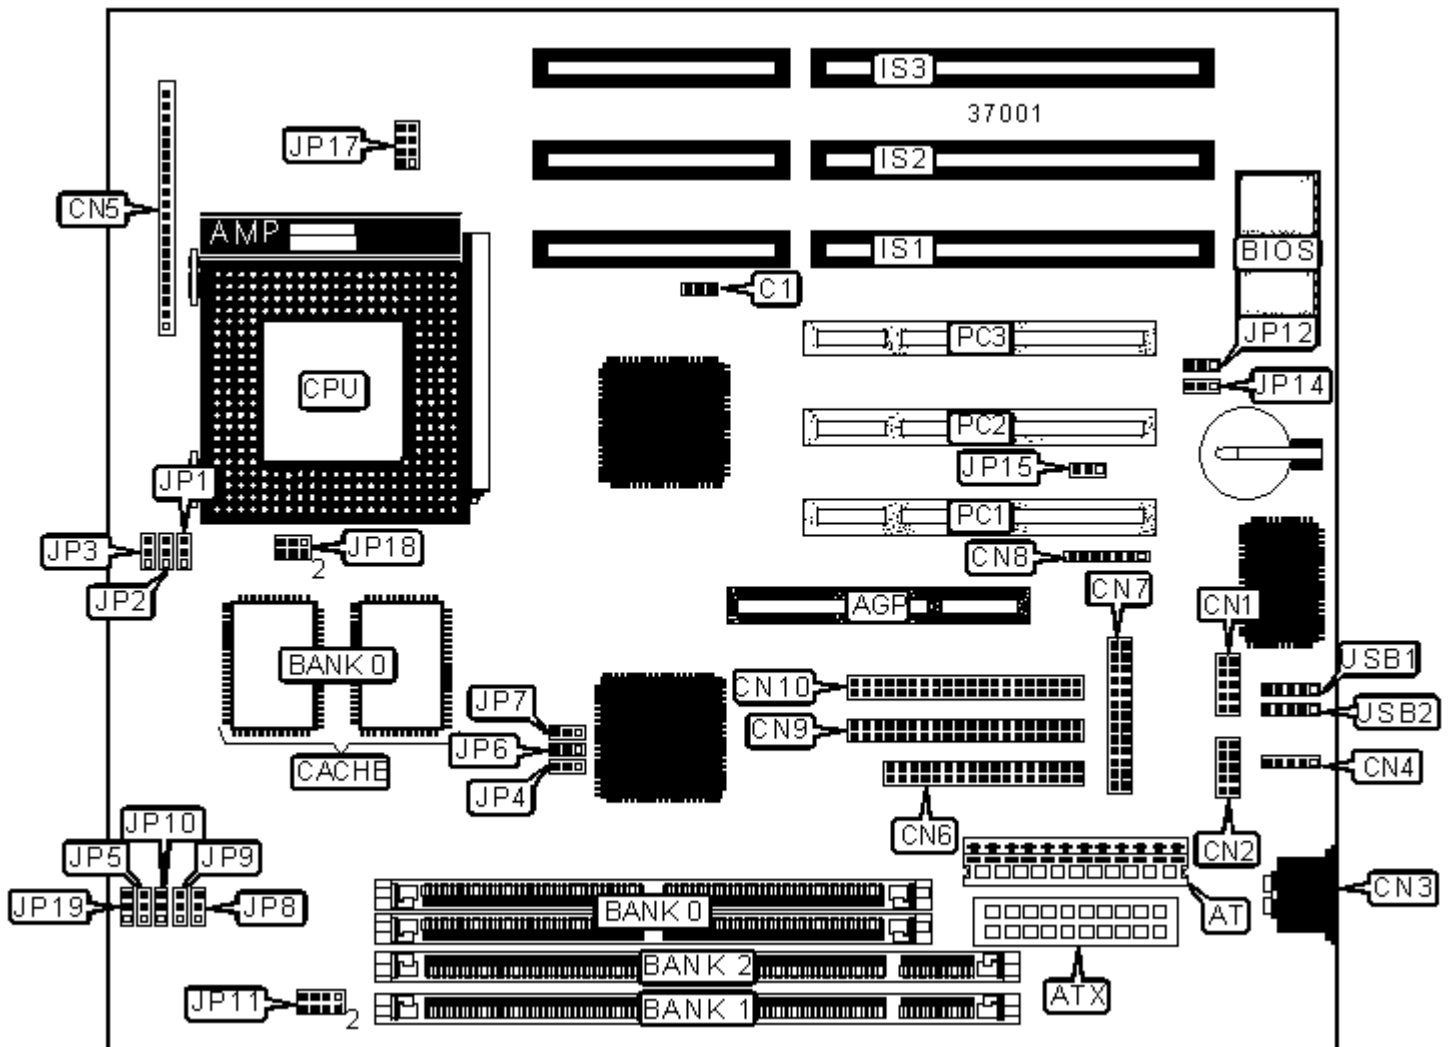 IS3
37001
JP17
IS2
CN5
AMP
IS1
BIOS
C1
PC3
JP12
CPU
JP14
PC2
JP15
JP1
PC1
JP3
JP18
2
CN8
JP2
CN7
AGP
CN1
BANK 0
USB1
CN10
JP7
USB2
CN9
JP6
CACHE
CN4
JP4
JP10
CN6
JP5
JP9
CN2
CN3
JP19
JP8
BANK 0
AT
BANK 2
ATX
JP11
2
BANK 1